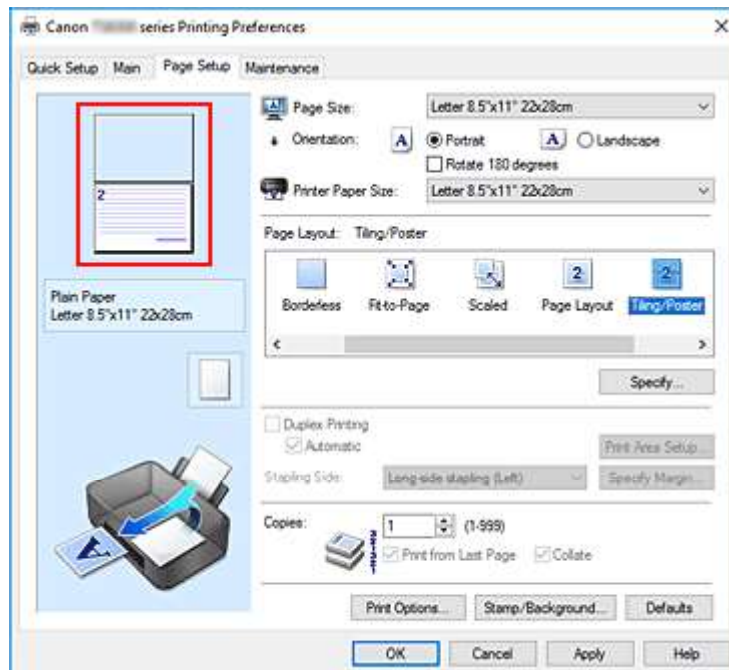 Canon series Printing Preferences
Quick Setup Main Page Setup Maintenance
2
Plain Paper
Letter 8.5"x11" 22x28cm
Page Size: Letter 8.5"x11" 22x28cm
Orientation: A Portrait A Landscape
Rotate 180 degrees
Printer Paper Size: Letter 8.5"x11" 22x28cm
Page Layout: Tiling/Poster
Borderless Fit-to-Page Scaled Page Layout Tiling/Poster
Specify...
Duplex Printing
Automatic Print Area Setup...
Stapling Side: Long-side stapling (Left) Specify Margin...
Copies: 1 (1-999)
Print from Last Page Collate
Print Options... Stamp/Background... Defaults
OK Cancel Apply Help